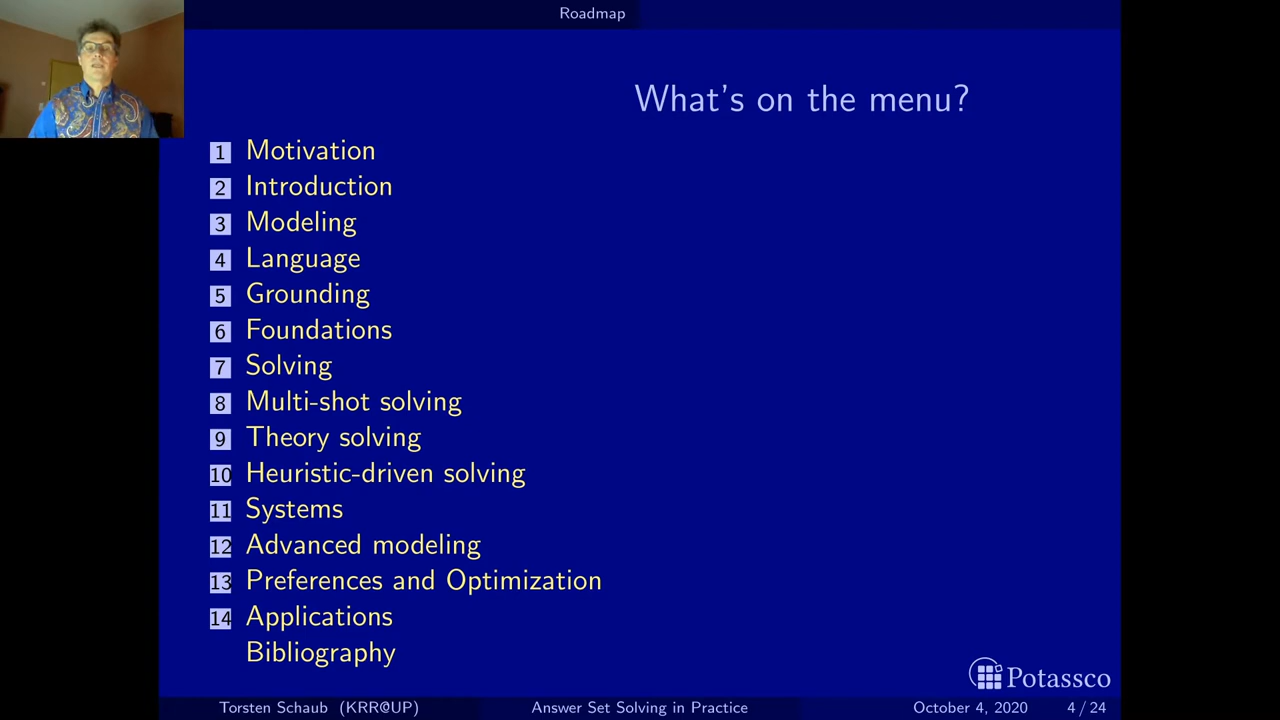 Roadmap
What's on the menu?
1 Motivation
2 Introduction
3 Modeling
4 Language
5 Grounding
6 Foundations
7 Solving
8 Multi-shot solving
9 Theory solving
10 Heuristic-driven solving
11 Systems
12 Advanced modeling
13 Preferences and Optimization
14 Applications
Bibliography
Potassco
Torsten Schaub (KRR@UP) Answer Set Solving in Practice October 4, 2020 4 / 24